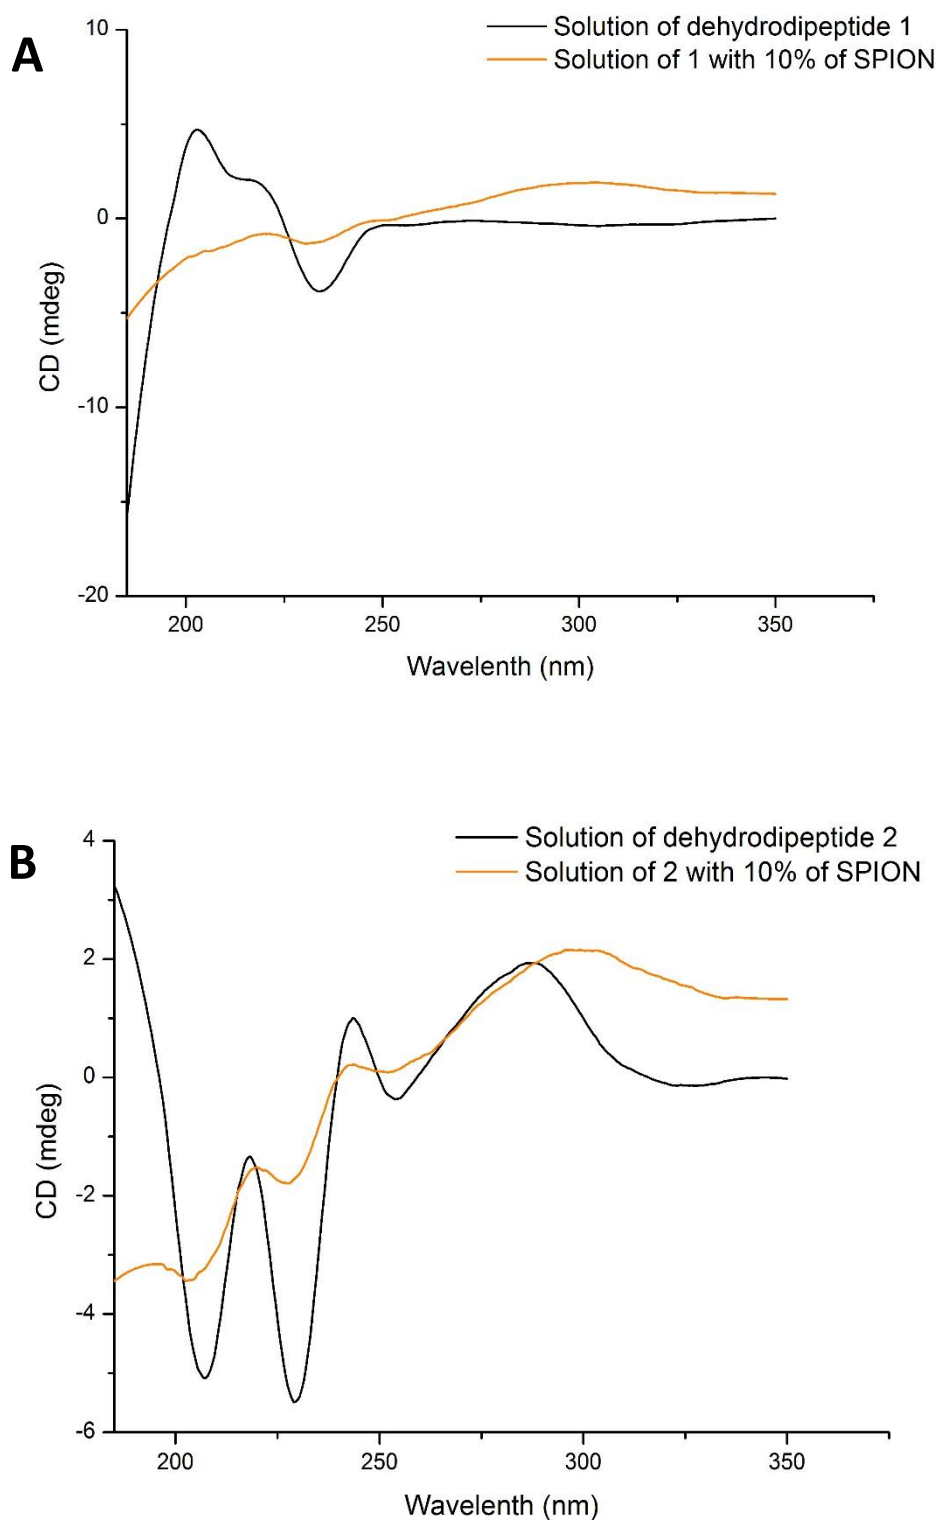 A
Solution of dehydrodipeptide 1
Solution of 1 with 10% of SPION
10
0
-10
-20
CD (mdeg)
200
250
300
350
Wavelenth (nm)
B
Solution of dehydrodipeptide 2
Solution of 2 with 10% of SPION
4
2
0
-2
-4
-6
CD (mdeg)
200
250
300
350
Wavelenth (nm)